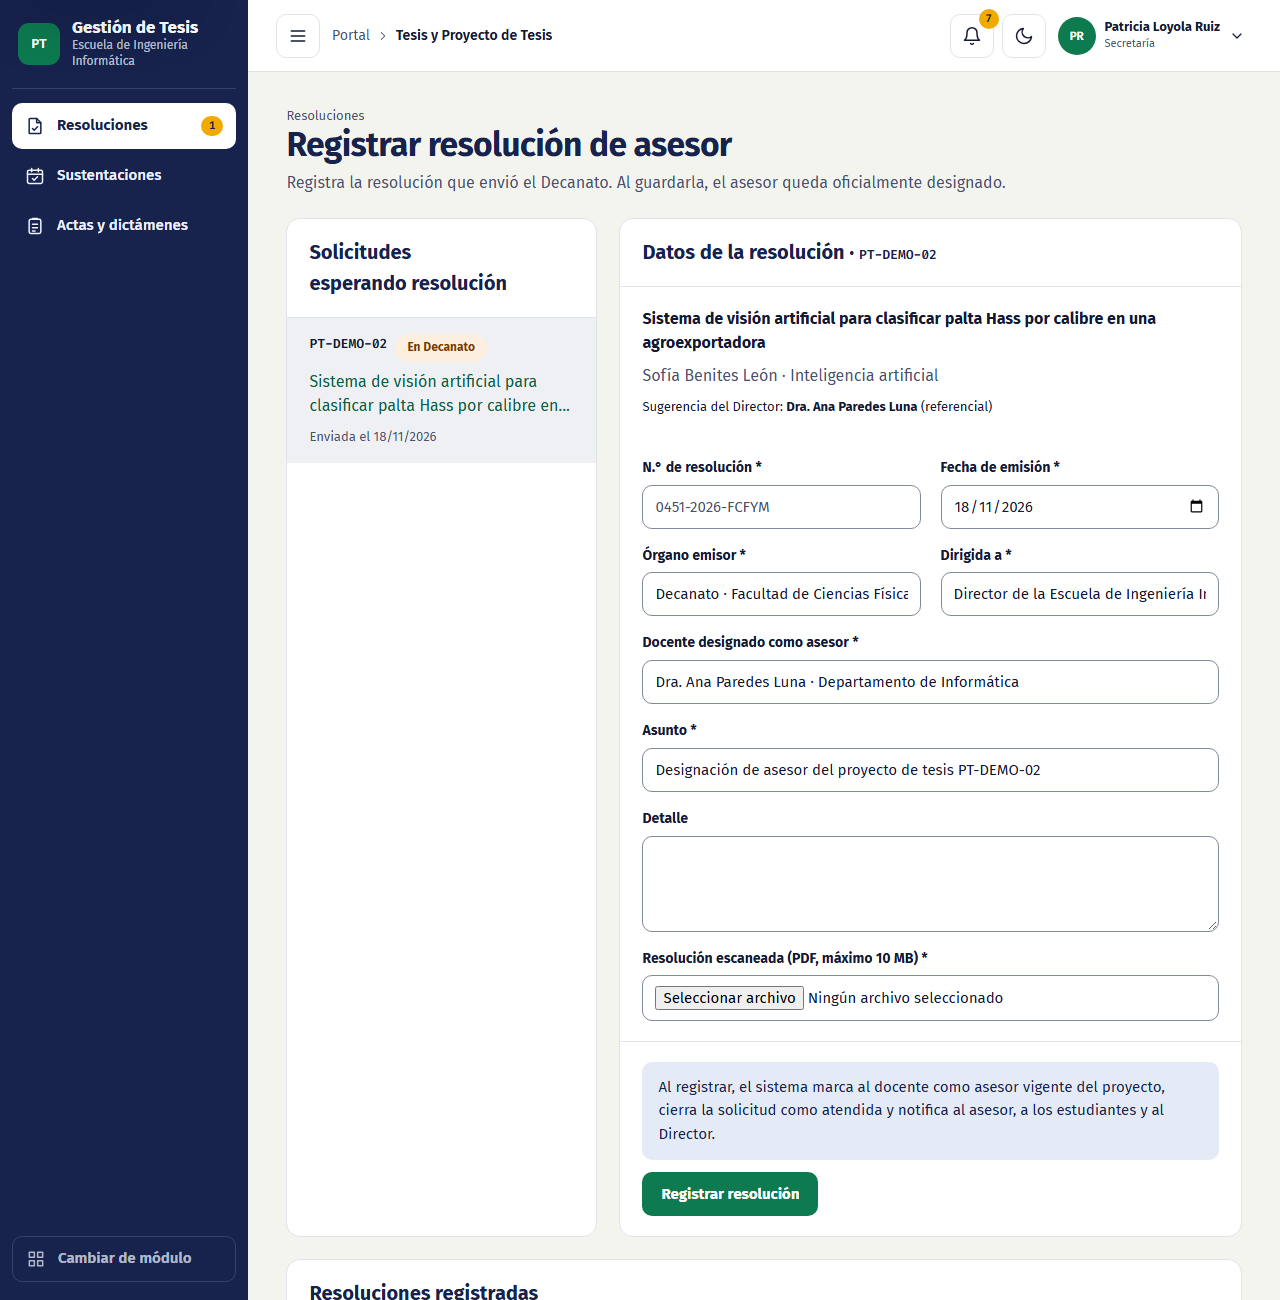 PT
Gestión de Tesis
Escuela de Ingeniería
Informática
Resoluciones
1
Sustentaciones
Actas y dictámenes
Cambiar de módulo
Portal
Tesis y Proyecto de Tesis
7
PR
Patricia Loyola Ruiz
Secretaría
Resoluciones
Registrar resolución de asesor
Registra la resolución que envió el Decanato. Al guardarla, el asesor queda oficialmente designado.
Solicitudes
esperando resolución
PT-DEMO-02
En Decanato
Sistema de visión artificial para
clasificar palta Hass por calibre en…
Enviada el 18/11/2026
Datos de la resolución · PT-DEMO-02
Sistema de visión artificial para clasificar palta Hass por calibre en una
agroexportadora
Sofía Benites León · Inteligencia artificial
Sugerencia del Director: Dra. Ana Paredes Luna (referencial)
N.° de resolución *
Fecha de emisión *
0451-2026-FCFYM
18/11/2026
Órgano emisor *
Dirigida a *
Decanato · Facultad de Ciencias Física
Director de la Escuela de Ingeniería I
Docente designado como asesor *
Dra. Ana Paredes Luna · Departamento de Informática
Asunto *
Designación de asesor del proyecto de tesis PT-DEMO-02
Detalle
Resolución escaneada (PDF, máximo 10 MB) *
Seleccionar archivo Ningún archivo seleccionado
Al registrar, el sistema marca al docente como asesor vigente del proyecto,
cierra la solicitud como atendida y notifica al asesor, a los estudiantes y al
Director.
Registrar resolución
Resoluciones registradas